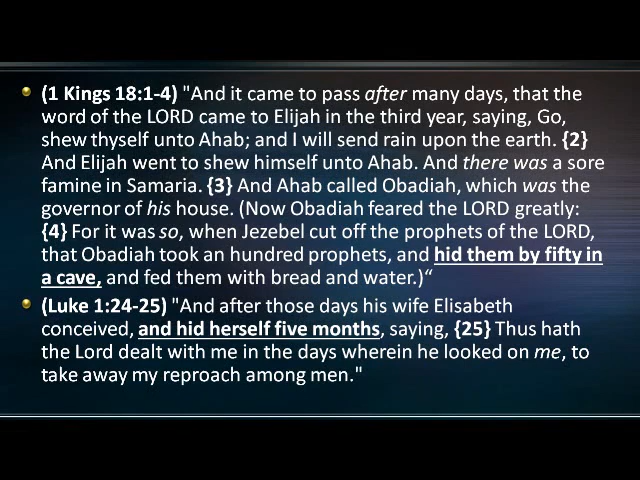 (1 Kings 18:1-4) "And it came to pass after many days, that the
word of the LORD came to Elijah in the third year, saying, Go,
shew thyself unto Ahab; and I will send rain upon the earth. {2}
And Elijah went to shew himself unto Ahab. And there was a sore
famine in Samaria. {3} And Ahab called Obadiah, which was the
governor of his house. (Now Obadiah feared the LORD greatly:
{4} For it was so, when Jezebel cut off the prophets of the LORD,
that Obadiah took an hundred prophets, and hid them by fifty in
a cave, and fed them with bread and water.)“
(Luke 1:24-25) "And after those days his wife Elisabeth
conceived, and hid herself five months, saying, {25} Thus hath
the Lord dealt with me in the days wherein he looked on me, to
take away my reproach among men."